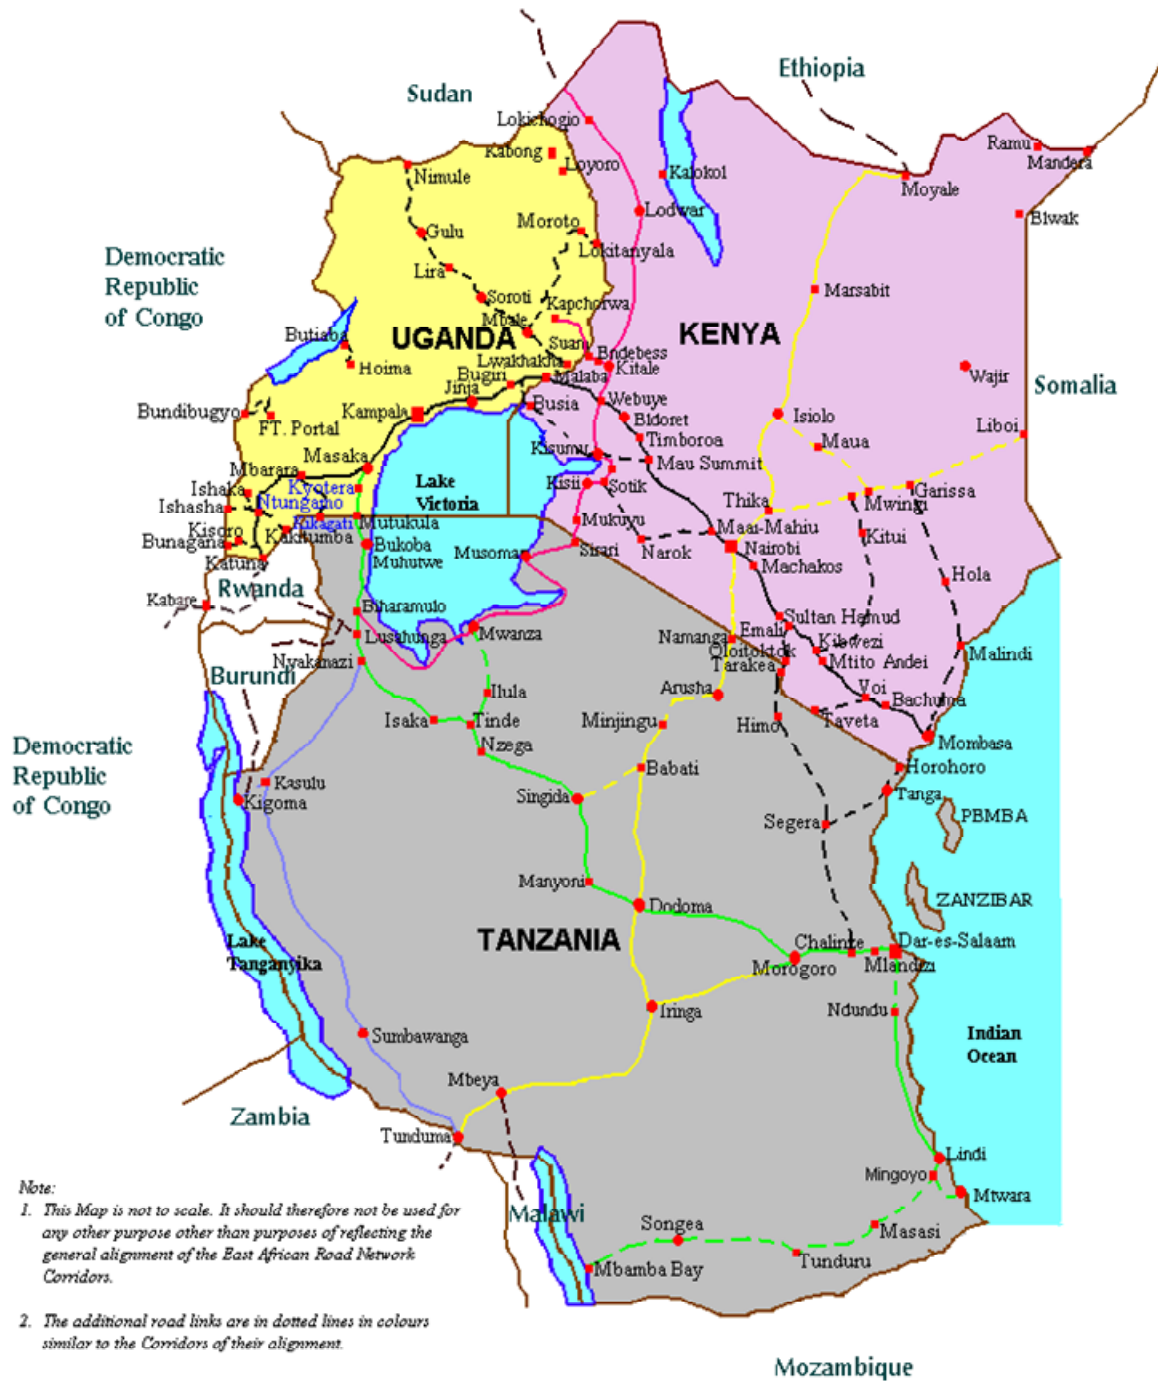 Ethiopia
Sudan
Lokichogio
Kabong
Loyoro
Ramu
Mandera
Nimule
Kalokol
Moyale
Lodwar
Blwak
Moroto
Gulu
Lokitanyala
Democratic
Republic
of Congo
Lira
Soroti
Kapchorwa
Marsabit
Mbale
UGANDA
KENYA
Butiaba
Suam
Bndebess
Hoima
Lwakhakha
Kitale
Wajir
Somalia
Bugiri
Malaba
Jinja
Bundibugyo
Kampala
Busia
Webuye
Bldoret
Isiolo
FT. Portal
Timboroa
Maua
Liboi
Masaka
Kisumu
Mau Summit
Mbarara
Kyotera
Lake
Victoria
Kisii
Sotik
Garissa
Ishaka
Ntungamo
Thika
Mwingi
Ishasha
Kikagati
Mutukula
Mukuyu
Maai-Mahiu
Kisoro
Kakitumba
Kitui
Bunagana
Bukoba
Musoma
Sirari
Narok
Nairobi
Katuna
Muhutwe
Machakos
Hola
Rwanda
Kabare
Biharamulo
Sultan Hamud
Lusahunga
Mwanza
Namanga
Emali
Kibwezi
Oloitoktok
Malindi
Nyakanazi
Tarakea
Mtito Andei
Burundi
Ilula
Arusha
Voi
Bachuma
Isaka
Tinde
Minjingu
Himo
Taveta
Democratic
Republic
of Congo
Nzega
Mombasa
Babati
Horohoro
Kasulu
Kigoma
Singida
Tanga
PBMBA
Segera
Manyoni
ZANZIBAR
Dodoma
TANZANIA
Lake
Tanganyika
Chalinze
Dar-es-Salaam
Morogoro
Mlandizi
Iringa
Ndundu
Sumbawanga
Indian
Ocean
Mbeya
Zambia
Tunduma
Lindi
Mingoyo
Mtwara
Malawi
Songea
Masasi
Mbamba Bay
Tunduru
Note:
1. This Map is not to scale. It should therefore not be used for
any other purpose other than purposes of reflecting the
general alignment of the East African Road Network
Corridors.
2. The additional road links are in dotted lines in colours
similar to the Corridors of their alignment.
Mozambique